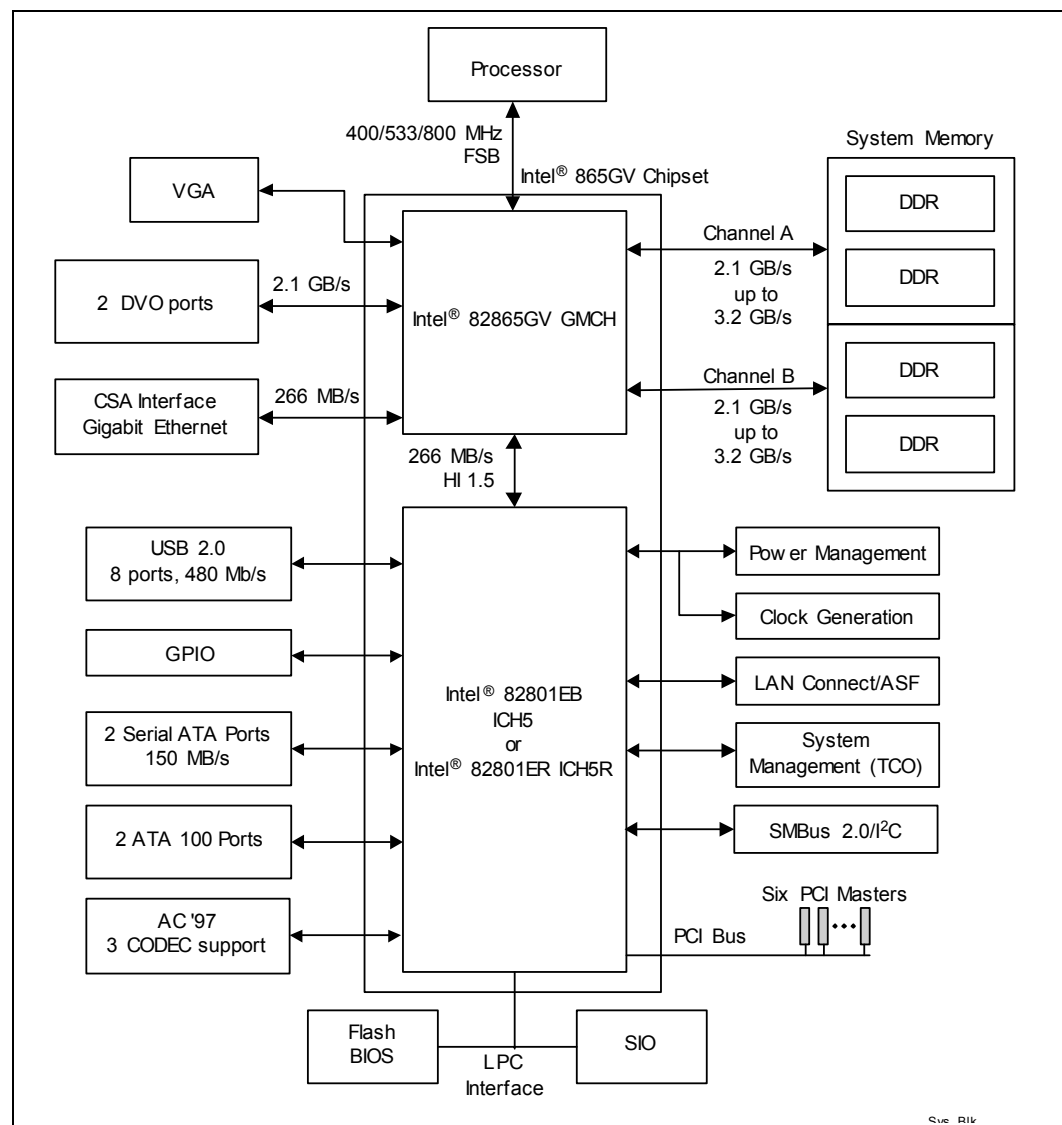 Processor
400/533/800 MHz
FSB
System Memory
Intel® 865GV Chipset
VGA
DDR
Channel A
2.1 GB/s
up to
3.2 GB/s
DDR
2 DVO ports
2.1 GB/s
Intel® 82865GV GMCH
DDR
Channel B
2.1 GB/s
up to
3.2 GB/s
DDR
CSA Interface
Gigabit Ethernet
266 MB/s
266 MB/s
HI 1.5
USB 2.0
8 ports, 480 Mb/s
Power Management
Clock Generation
GPIO
LAN Connect/ASF
Intel® 82801EB
ICH5
or
Intel® 82801ER ICH5R
2 Serial ATA Ports
150 MB/s
System
Management (TCO)
2 ATA 100 Ports
SMBus 2.0/I²C
Six PCI Masters
AC '97
3 CODEC support
PCI Bus
Flash
BIOS
SIO
LPC
Interface
Sys_Blk